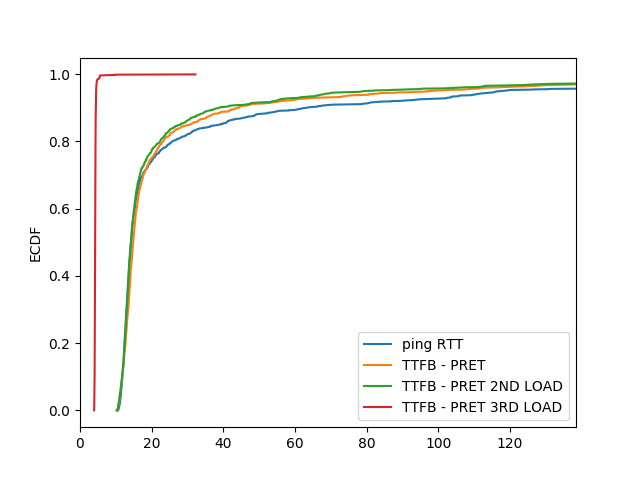 1.0
0.8
0.6
0.4
0.2
0.0
ECDF
0 20 40 60 80 100 120
ping RTT
TTFB - PRET
TTFB - PRET 2ND LOAD
TTFB - PRET 3RD LOAD